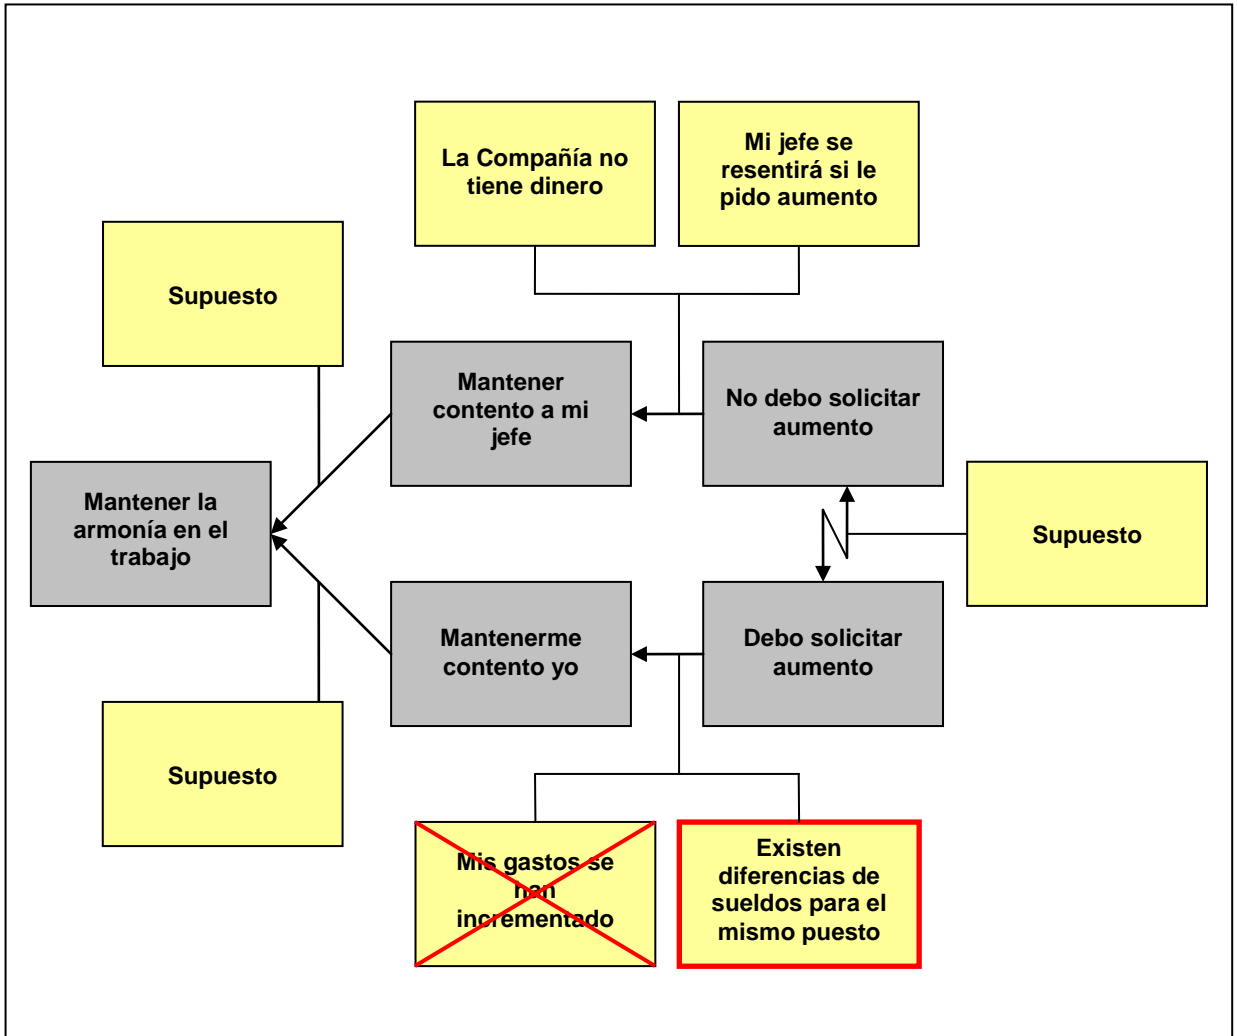 La Compañía no
tiene dinero
Mi jefe se
resentirá si le
pido aumento
Supuesto
Mantener
contento a mi
jefe
No debo solicitar
aumento
Mantener la
armonía en el
trabajo
Supuesto
Mantenerme
contento yo
Debo solicitar
aumento
Supuesto
Mis gastos se
han
incrementado
Existen
diferencias de
sueldos para el
mismo puesto